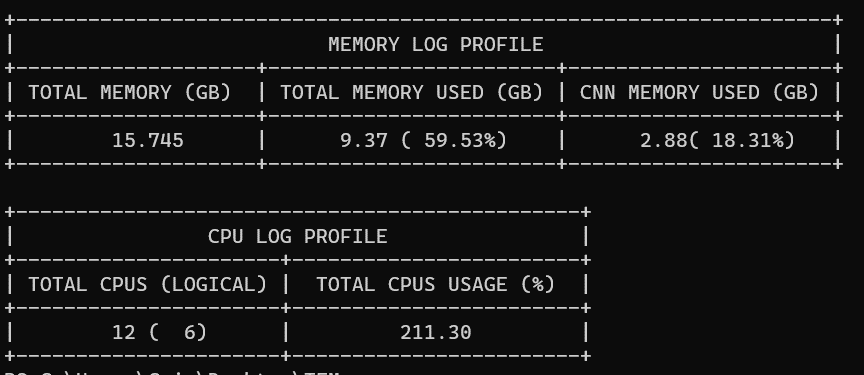 MEMORY LOG PROFILE
TOTAL MEMORY (GB) | TOTAL MEMORY USED (GB) | CNN MEMORY USED (GB)
15.745 | 9.37 ( 59.53%) | 2.88( 18.31%)
CPU LOG PROFILE
TOTAL CPUS (LOGICAL) | TOTAL CPUS USAGE (%)
12 ( 6) | 211.30